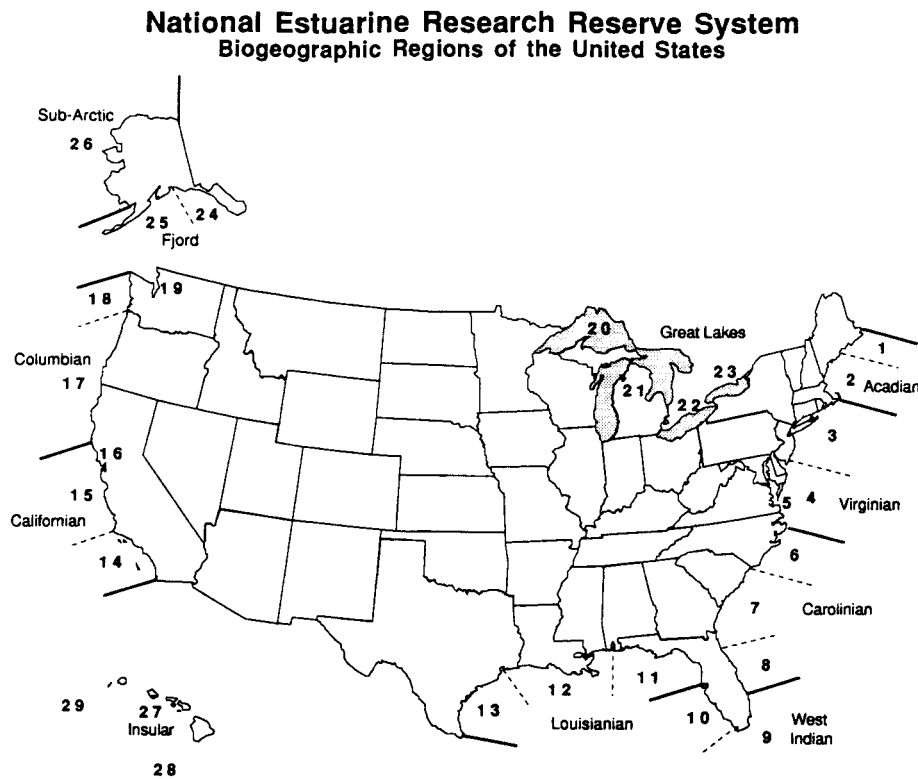 National Estuarine Research Reserve System
Biogeographic Regions of the United States
Sub-Arctic
26
25
24
Fjord
18
19
20
Great Lakes
1
Columbian
17
21
22
23
2
Acadian
16
3
15
Californian
5
4
Virginian
14
6
7
Carolinian
8
29
27
Insular
28
13
12
Louisianian
11
10
9
West
Indian